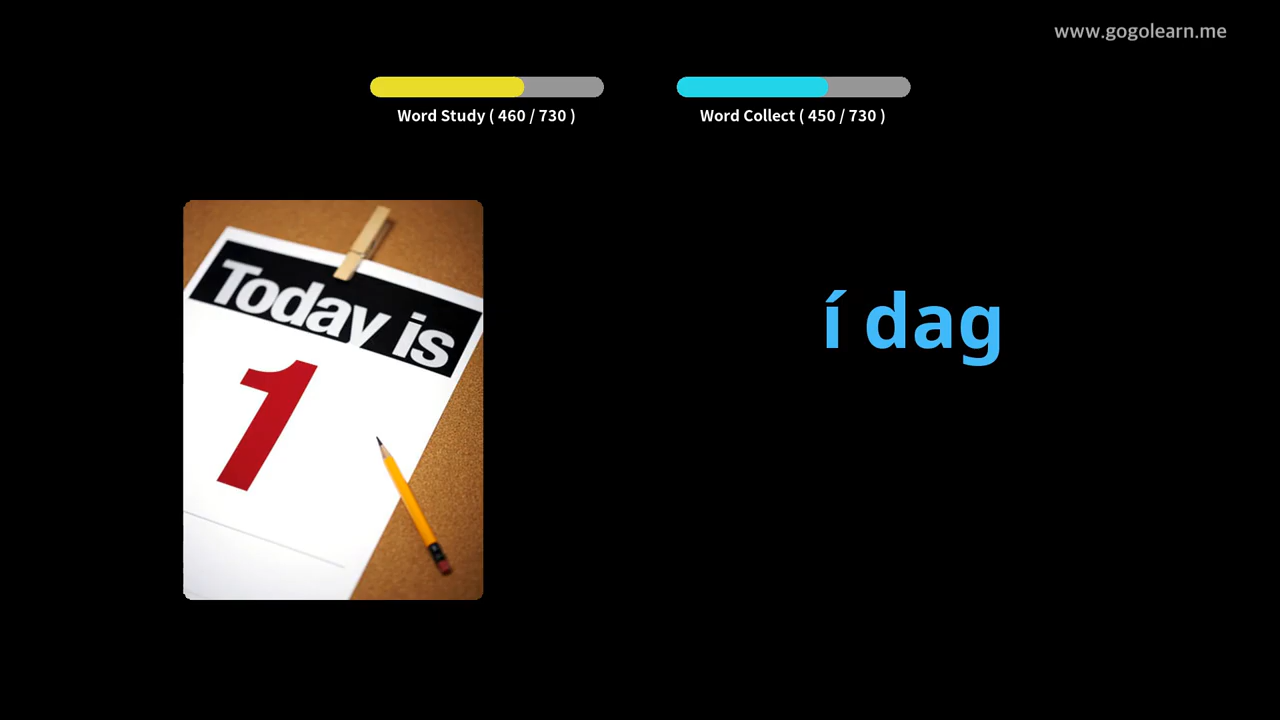 www.gogolearn.me
Word Study ( 460 / 730 )
Word Collect ( 450 / 730 )
Today is
1
í dag